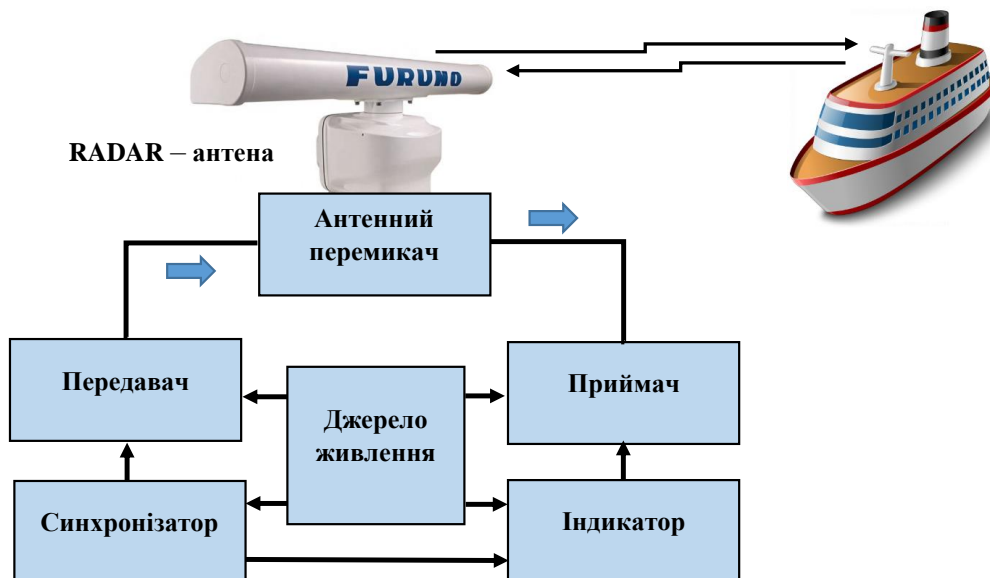 FURUNO
RADAR – антена
Антенний
перемикач
Передавач
Джерело
живлення
Приймач
Синхронізатор
Індикатор